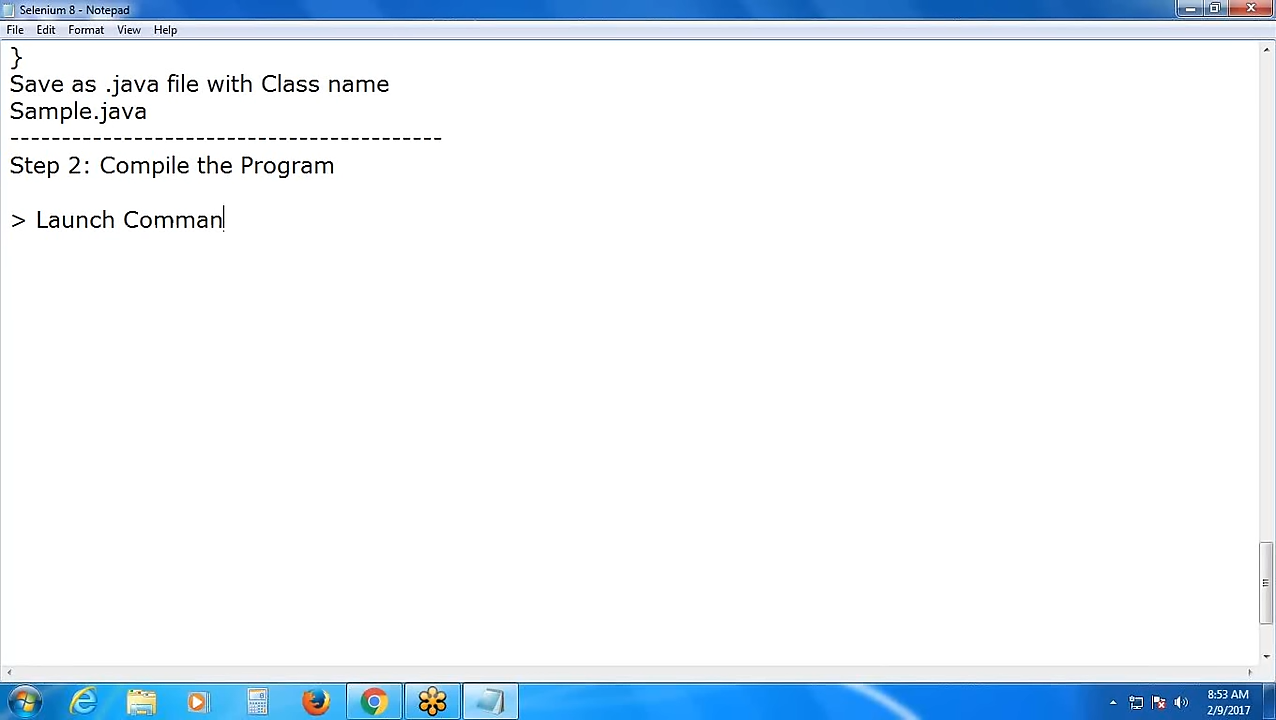 Selenium 8 - Notepad
File Edit Format View Help
}
Save as .java file with Class name
Sample.java
------------------------------------------
Step 2: Compile the Program
> Launch Comman
8:53 AM
2/9/2017